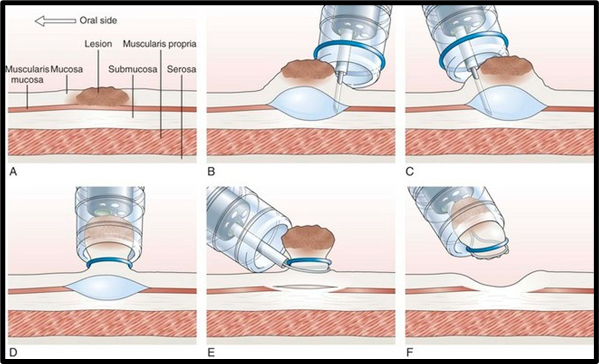 Oral side
Lesion Muscularis propria
Muscularis Mucosa Submucosa Serosa
mucosa
A
B
C
D
E
F